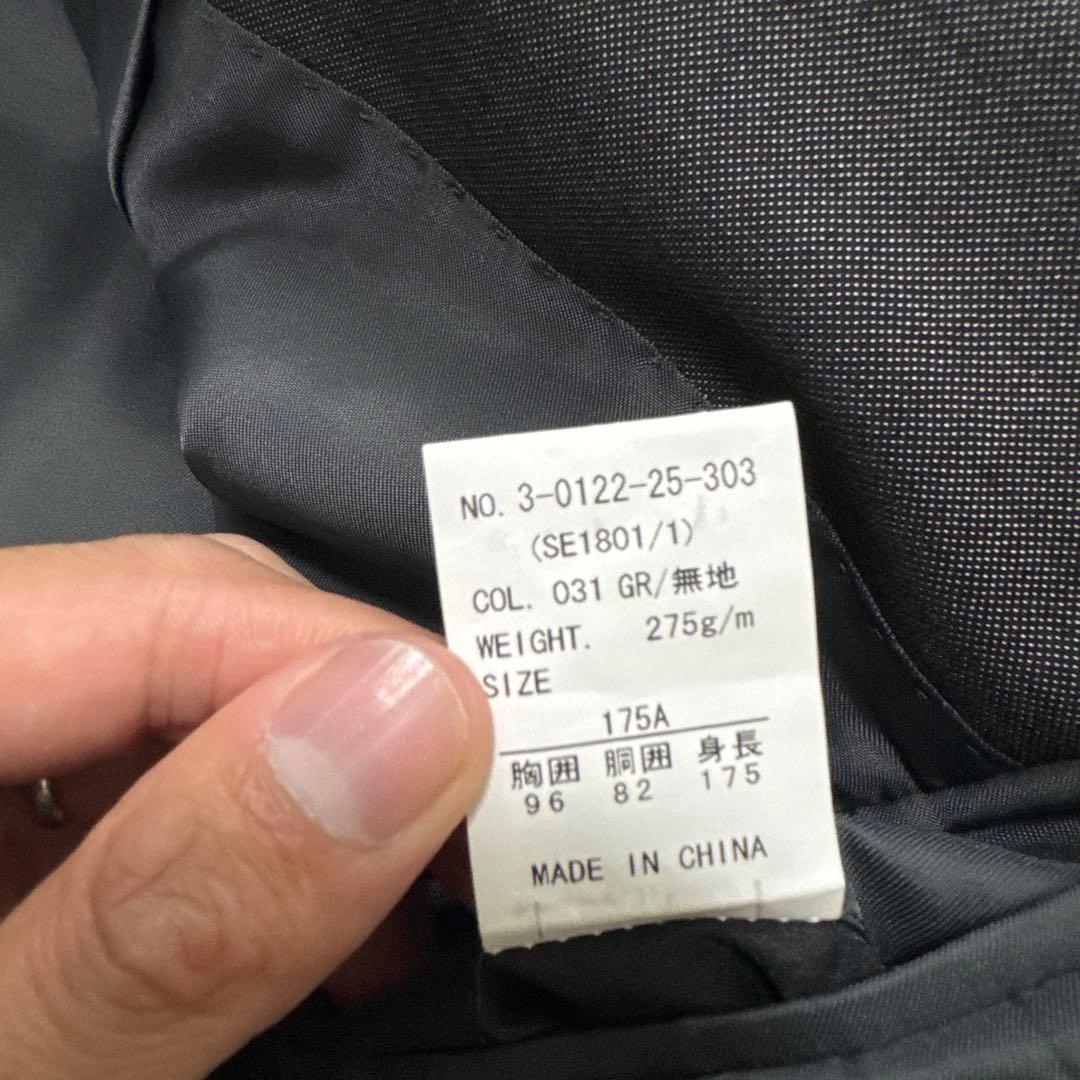 NO. 3-0122-25-303
(SE1801/1)
COL. 031 GR/無地
WEIGHT. 275g/m
SIZE
175A
胸囲 胴囲 身長
96 82 175
MADE IN CHINA